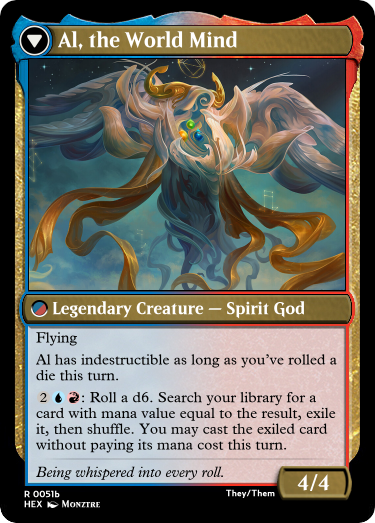 Al, the World Mind
Legendary Creature — Spirit God
Flying
Al has indestructible as long as you've rolled a
die this turn.
2 : Roll a d6. Search your library for a
card with mana value equal to the result, exile
it, then shuffle. You may cast the exiled card
without paying its mana cost this turn.
Being whispered into every roll.
4/4
R 0051b
They/Them
HEX Monztre